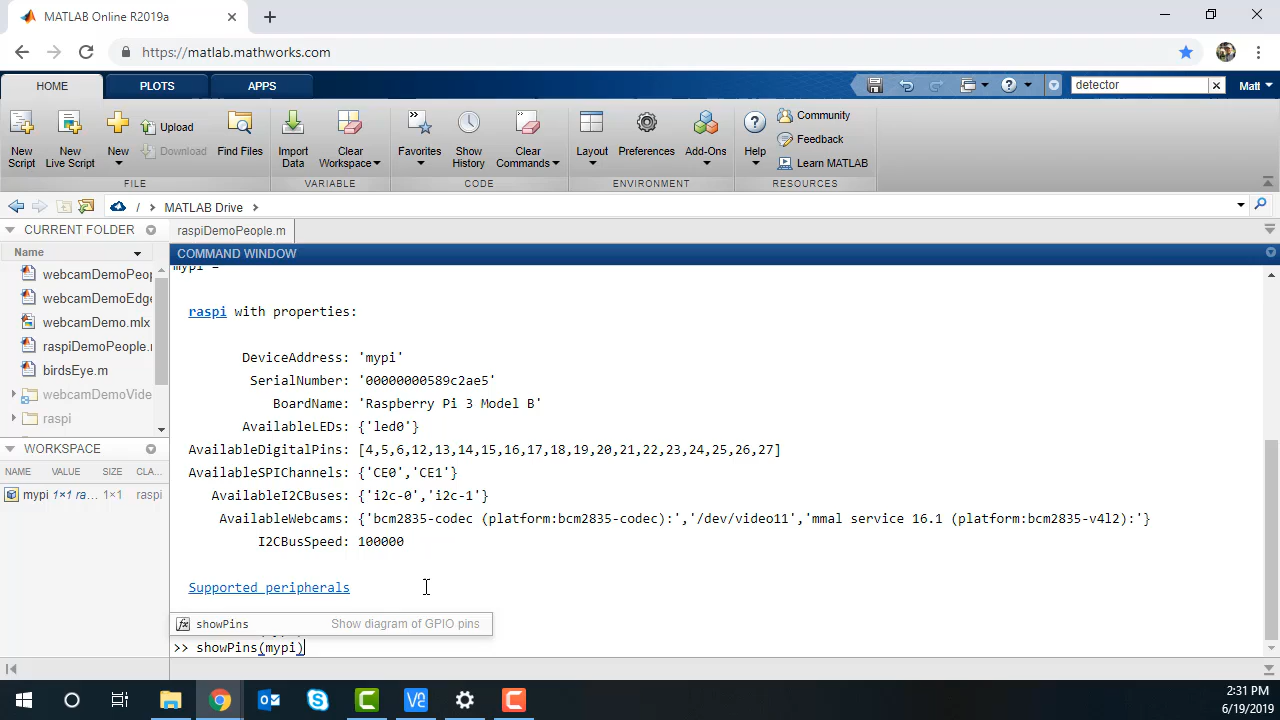 MATLAB Online R2019a
https://matlab.mathworks.com
HOME
PLOTS
APPS
detector
Matt
New Script
New Live Script
New
Upload
Download
Find Files
FILE
Import Data
Clear Workspace
VARIABLE
Favorites
Show History
Clear Commands
CODE
Layout
Preferences
Add-Ons
ENVIRONMENT
Help
Community
Feedback
Learn MATLAB
RESOURCES
/ MATLAB Drive
CURRENT FOLDER
Name
webcamDemoPeop
webcamDemoEdge
webcamDemo.mlx
raspiDemoPeople.
birdsEye.m
webcamDemoVide
raspi
WORKSPACE
NAME VALUE SIZE CLA...
mypi 1×1 ra... 1×1 raspi
raspiDemoPeople.m
COMMAND WINDOW
mypi =
raspi with properties:
DeviceAddress: 'mypi'
SerialNumber: '00000000589c2ae5'
BoardName: 'Raspberry Pi 3 Model B'
AvailableLEDs: {'led0'}
AvailableDigitalPins: [4,5,6,12,13,14,15,16,17,18,19,20,21,22,23,24,25,26,27]
AvailableSPIChannels: {'CE0','CE1'}
AvailableI2CBuses: {'i2c-0','i2c-1'}
AvailableWebcams: {'bcm2835-codec (platform:bcm2835-codec):','/dev/video11','mmal service 16.1 (platform:bcm2835-v4l2):'}
I2CBusSpeed: 100000
Supported peripherals
fx showPins Show diagram of GPIO pins
>> showPins(mypi)
2:31 PM
6/19/2019